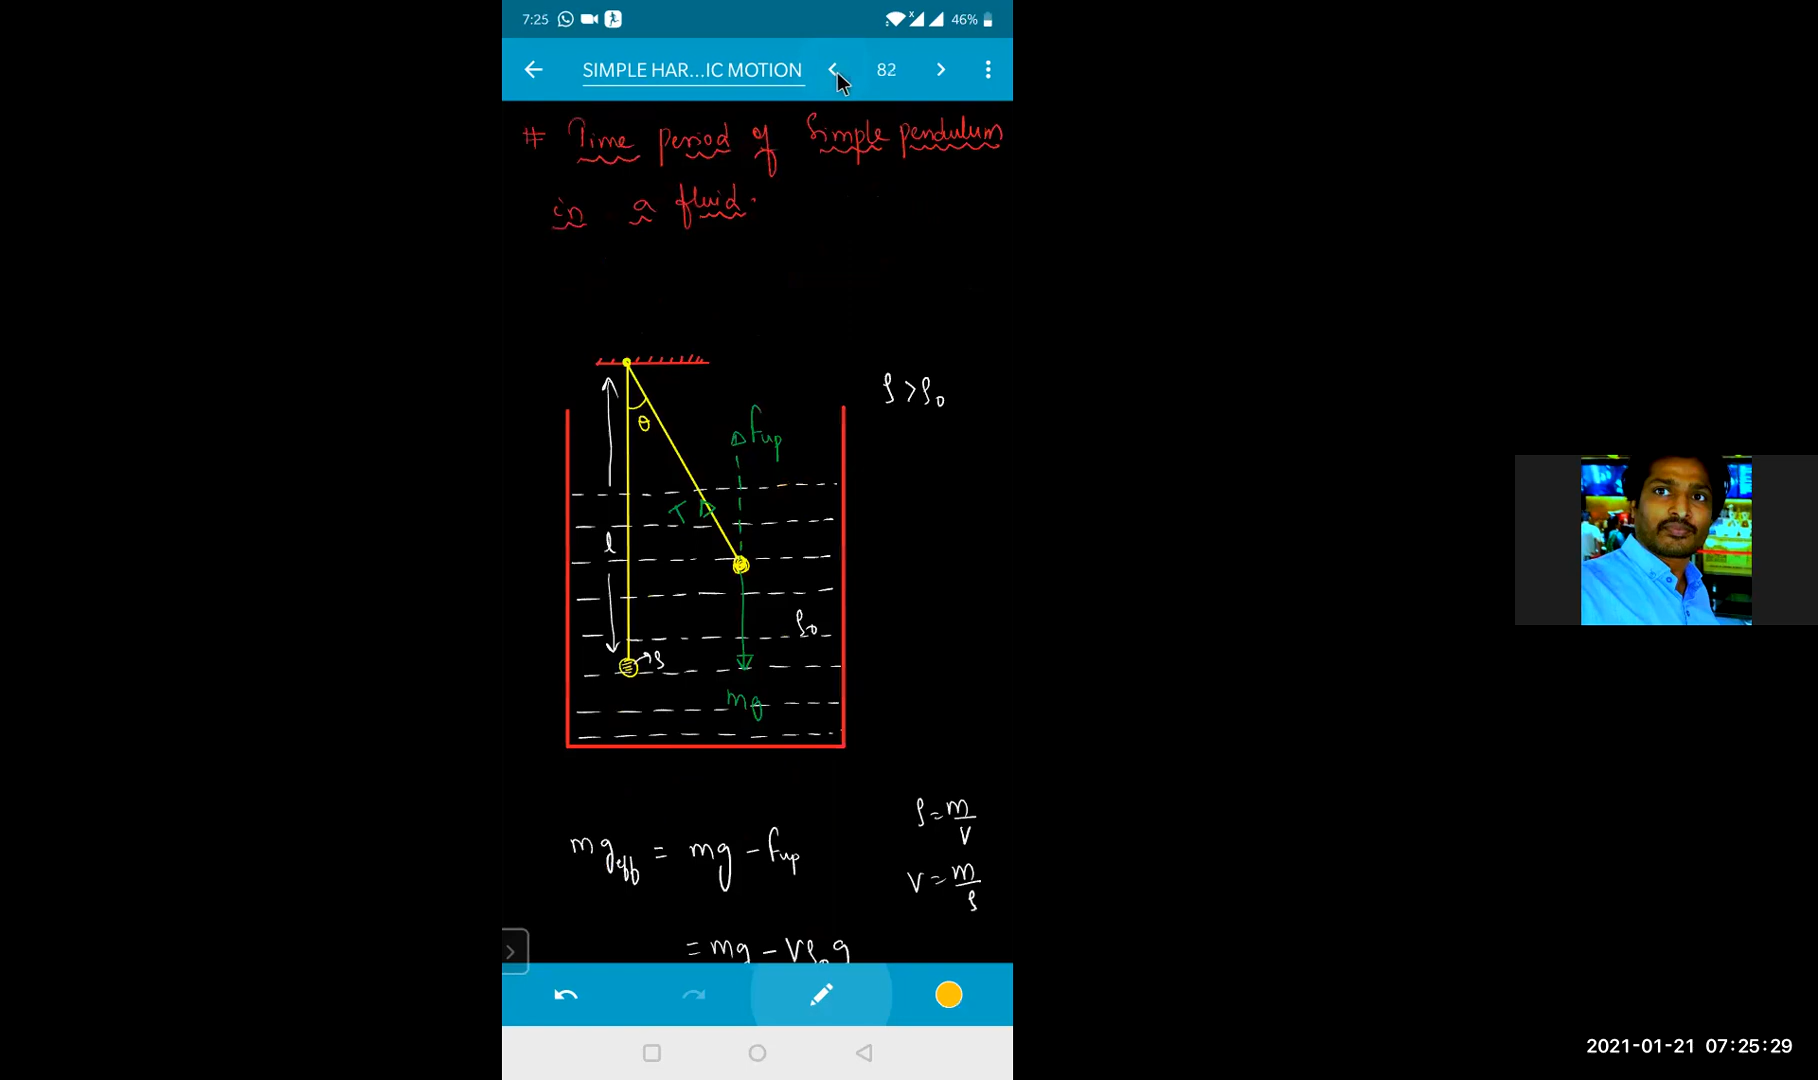 7:25 46%
SIMPLE HAR...IC MOTION 82
# Time period of Simple pendulum
in a fluid.
ρ > ρ₀
θ
Fup
T
l
ρ₀
ρ
mg
ρ = m/V
mg_eff = mg - Fup
V = m/ρ
= mg - Vρ₀g
2021-01-21 07:25:29